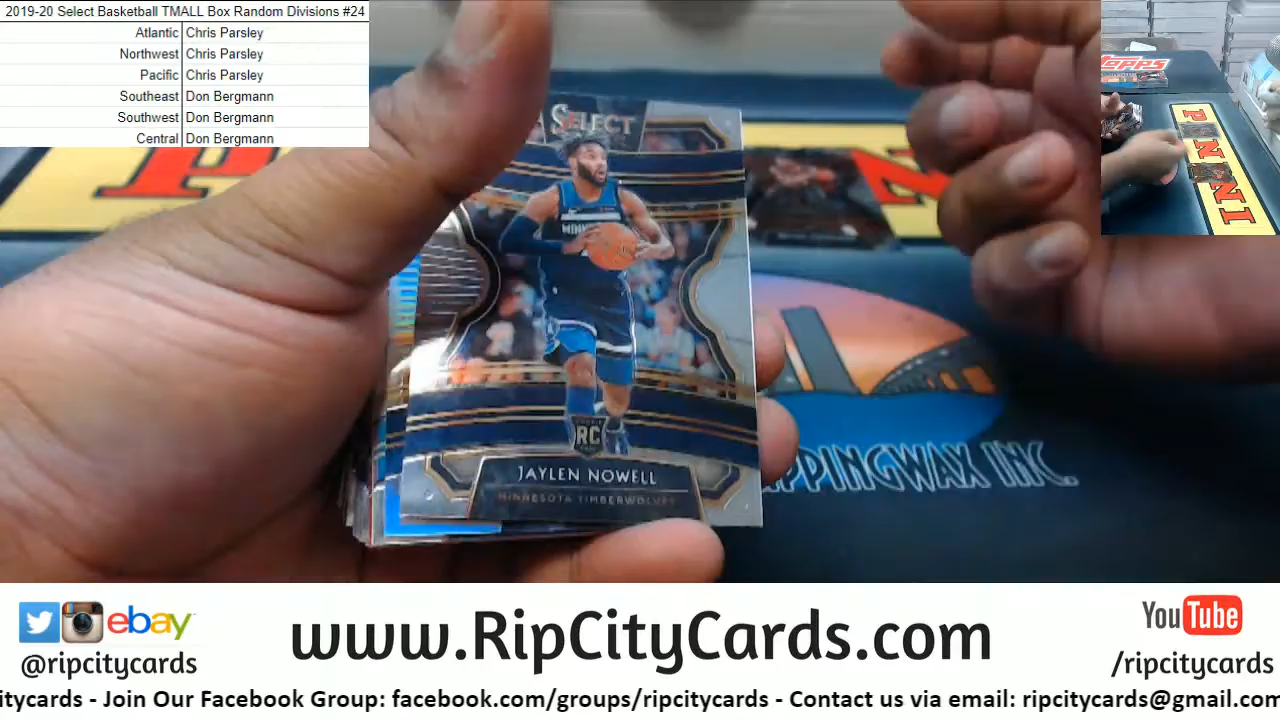 2019-20 Select Basketball TMALL Box Random Divisions #24
Atlantic Chris Parsley
Northwest Chris Parsley
Pacific Chris Parsley
Southeast Don Bergmann
Southwest Don Bergmann
Central Don Bergmann
TOPPS
PANINI
SELECT
MINN
RC
JAYLEN NOWELL
MINNESOTA TIMBERWOLVES
PPINGWAX INC.
ebay
@ripcitycards
www.RipCityCards.com
YouTube
/ripcitycards
itycards - Join Our Facebook Group: facebook.com/groups/ripcitycards - Contact us via email: ripcitycards@gmail.com